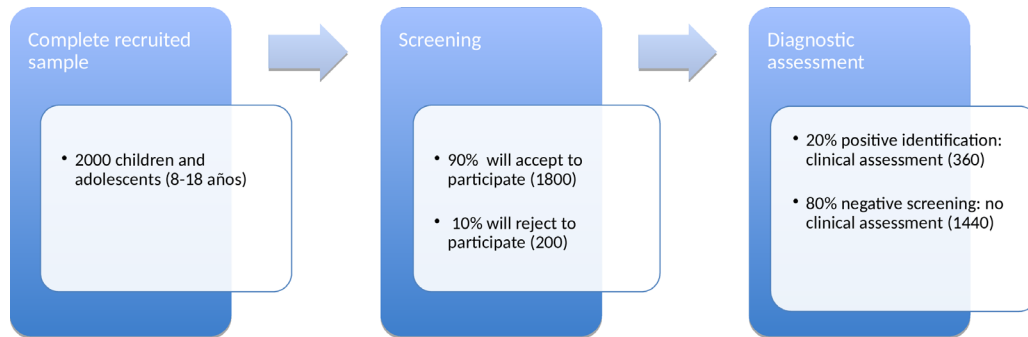 Complete recruited
sample
• 2000 children and
adolescents (8-18 años)
Screening
• 90% will accept to
participate (1800)
• 10% will reject to
participate (200)
Diagnostic
assessment
• 20% positive identification:
clinical assessment (360)
• 80% negative screening: no
clinical assessment (1440)